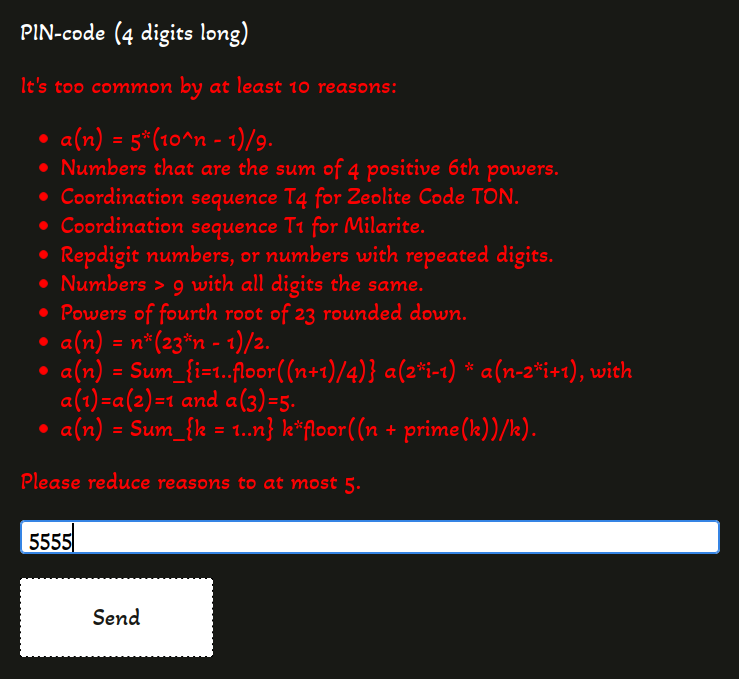 PIN-code (4 digits long)
It's too common by at least 10 reasons:
• a(n) = 5*(10^n - 1)/9.
• Numbers that are the sum of 4 positive 6th powers.
• Coordination sequence T4 for Zeolite Code TON.
• Coordination sequence T1 for Milarite.
• Repdigit numbers, or numbers with repeated digits.
• Numbers > 9 with all digits the same.
• Powers of fourth root of 23 rounded down.
• a(n) = n*(23*n - 1)/2.
• a(n) = Sum_{i=1..floor((n+1)/4)} a(2*i-1) * a(n-2*i+1), with
a(1)=a(2)=1 and a(3)=5.
• a(n) = Sum_{k = 1..n} k*floor((n + prime(k))/k).
Please reduce reasons to at most 5.
5555
Send